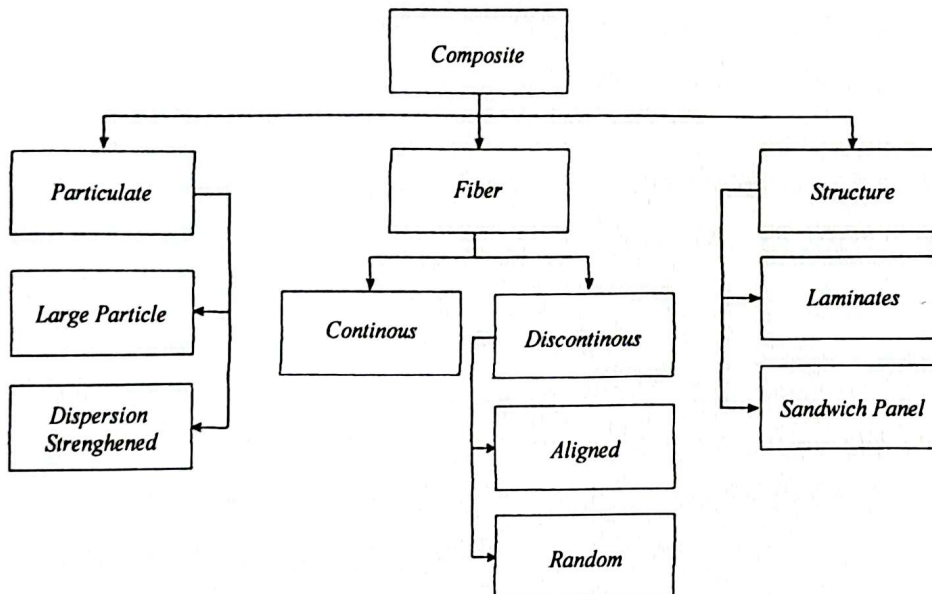 Composite
Particulate
Fiber
Structure
Large Particle
Continous
Discontinous
Laminates
Dispersion
Strenghened
Aligned
Sandwich Panel
Random